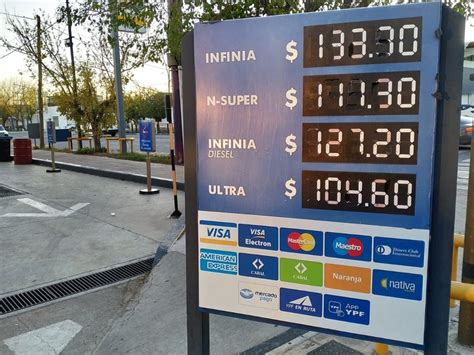 INFINIA $ 133.30
N-SUPER $ 113.30
INFINIA DIESEL $ 127.20
ULTRA $ 104.60
VISA VISA Electron MasterCard Maestro Diners Club International
AMERICAN EXPRESS CABAL CABAL Naranja nativa
mercado pago YPF EN RUTA App YPF